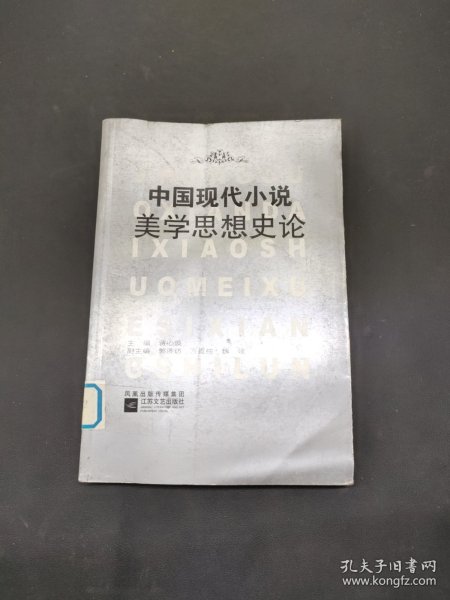 中国现代小说
美学思想史论
IXIAOSH
UOMEIXU
ESIXIAN
GSHILUN
主编
副主编
凤凰出版传媒集团
江苏文艺出版社
孔夫子旧书网
www.kongfz.com